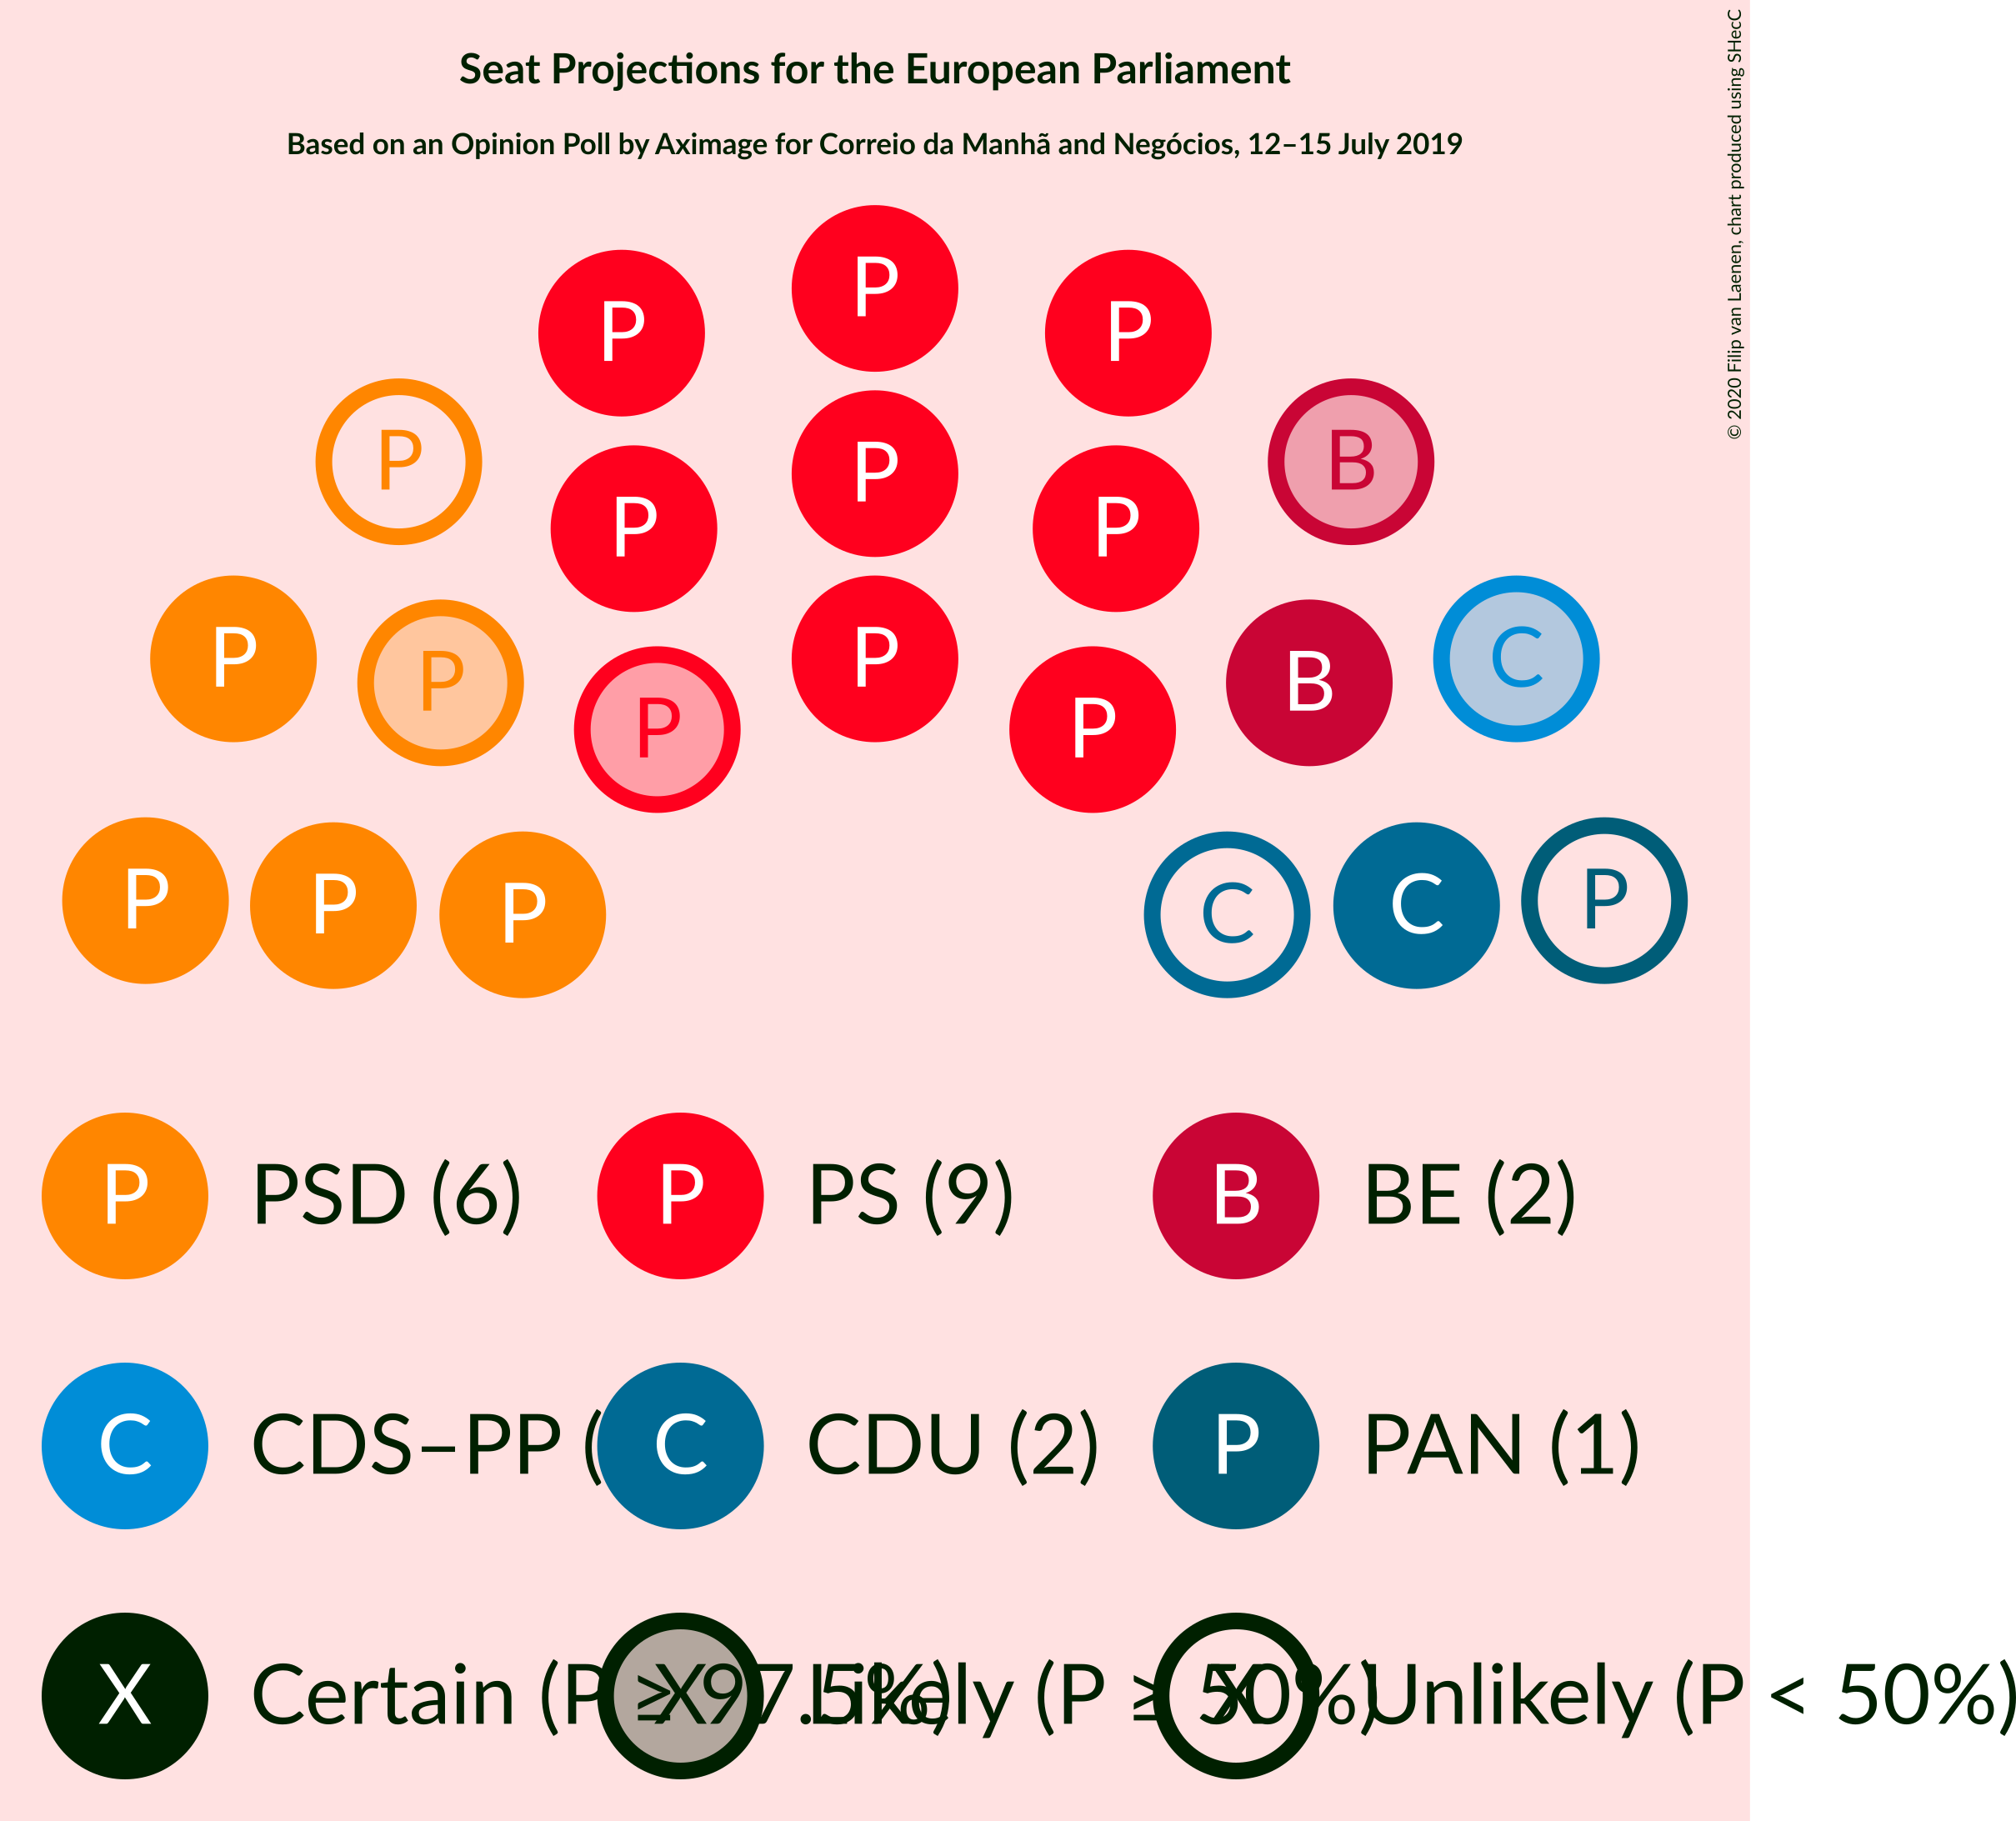 Seat Projections for the European Parliament
Based on an Opinion Poll by Aximage for Correio da Manhã and Negócios, 12–15 July 2019
© 2020 Filip van Laenen, chart produced using SHecC
P
P P
P
P B
P P
P C
P B
P P
P P P
P C
C P
P PSD (6) P PS (9) B BE (2)
C CDS–PP ( C CDU (2) P PAN (1)
X Certain (P ≥ 97.5%) X Likely (P ≥ 50%) X Unlikely (P < 50%)